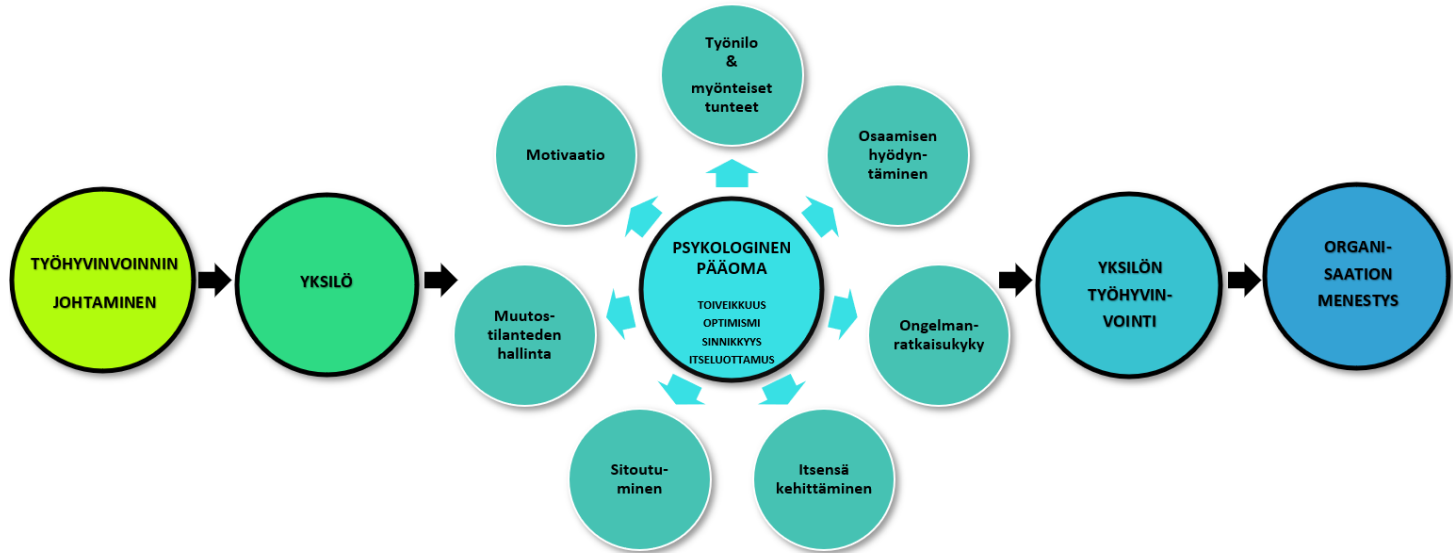 TYÖHYVINVOINNIN
JOHTAMINEN
YKSILÖ
Työnilo
&
myönteiset
tunteet
Motivaatio
Osaamisen
hyödyn-
täminen
PSYKOLOGINEN
PÄÄOMA
TOIVEIKKUUS
OPTIMISMI
SINNIKKYYS
ITSELUOTTAMUS
Muutos-
tilanteden
hallinta
Ongelman-
ratkaisukyky
Sitoutu-
minen
Itsensä
kehittäminen
YKSILÖN
TYÖHYVIN-
VOINTI
ORGANI-
SAATION
MENESTYS